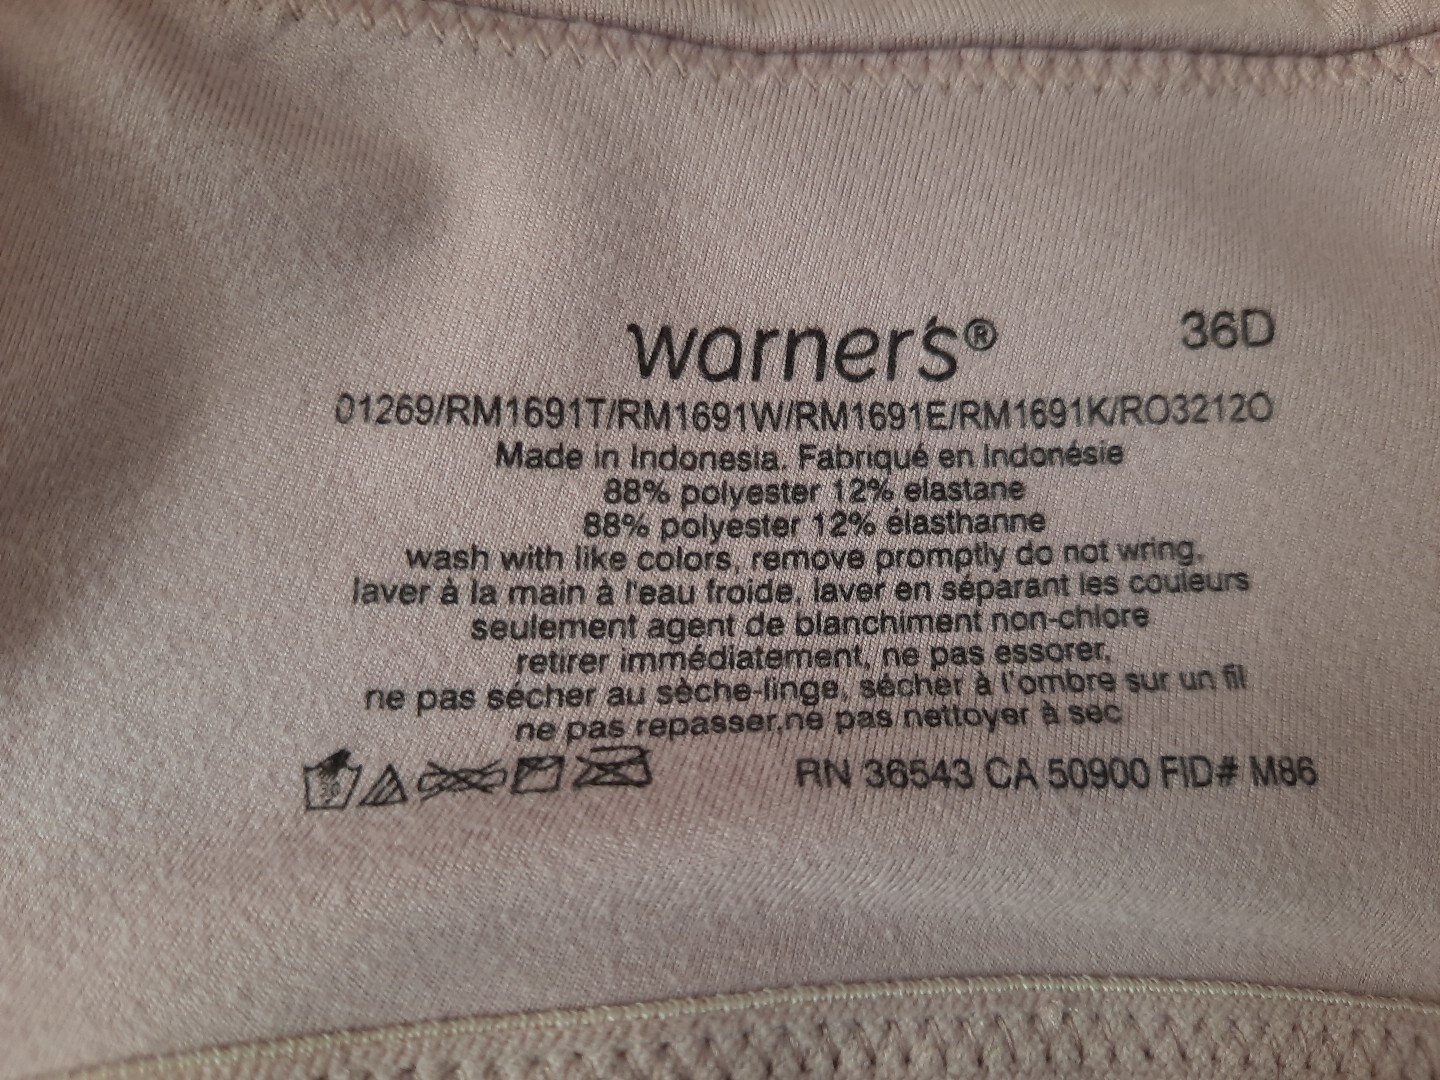 warner's® 36D
01269/RM1691T/RM1691W/RM1691E/RM1691K/RO3212O
Made in Indonesia. Fabriqué en Indonésie
88% polyester 12% elastane
88% polyester 12% élasthanne
wash with like colors, remove promptly do not wring.
laver à la main à l'eau froide, laver en séparant les couleurs
seulement agent de blanchiment non-chlore
retirer immédiatement, ne pas essorer,
ne pas sécher au sèche-linge, sécher à l'ombre sur un fil
ne pas repasser,ne pas nettoyer à sec
30 RN 36543 CA 50900 FID# M86